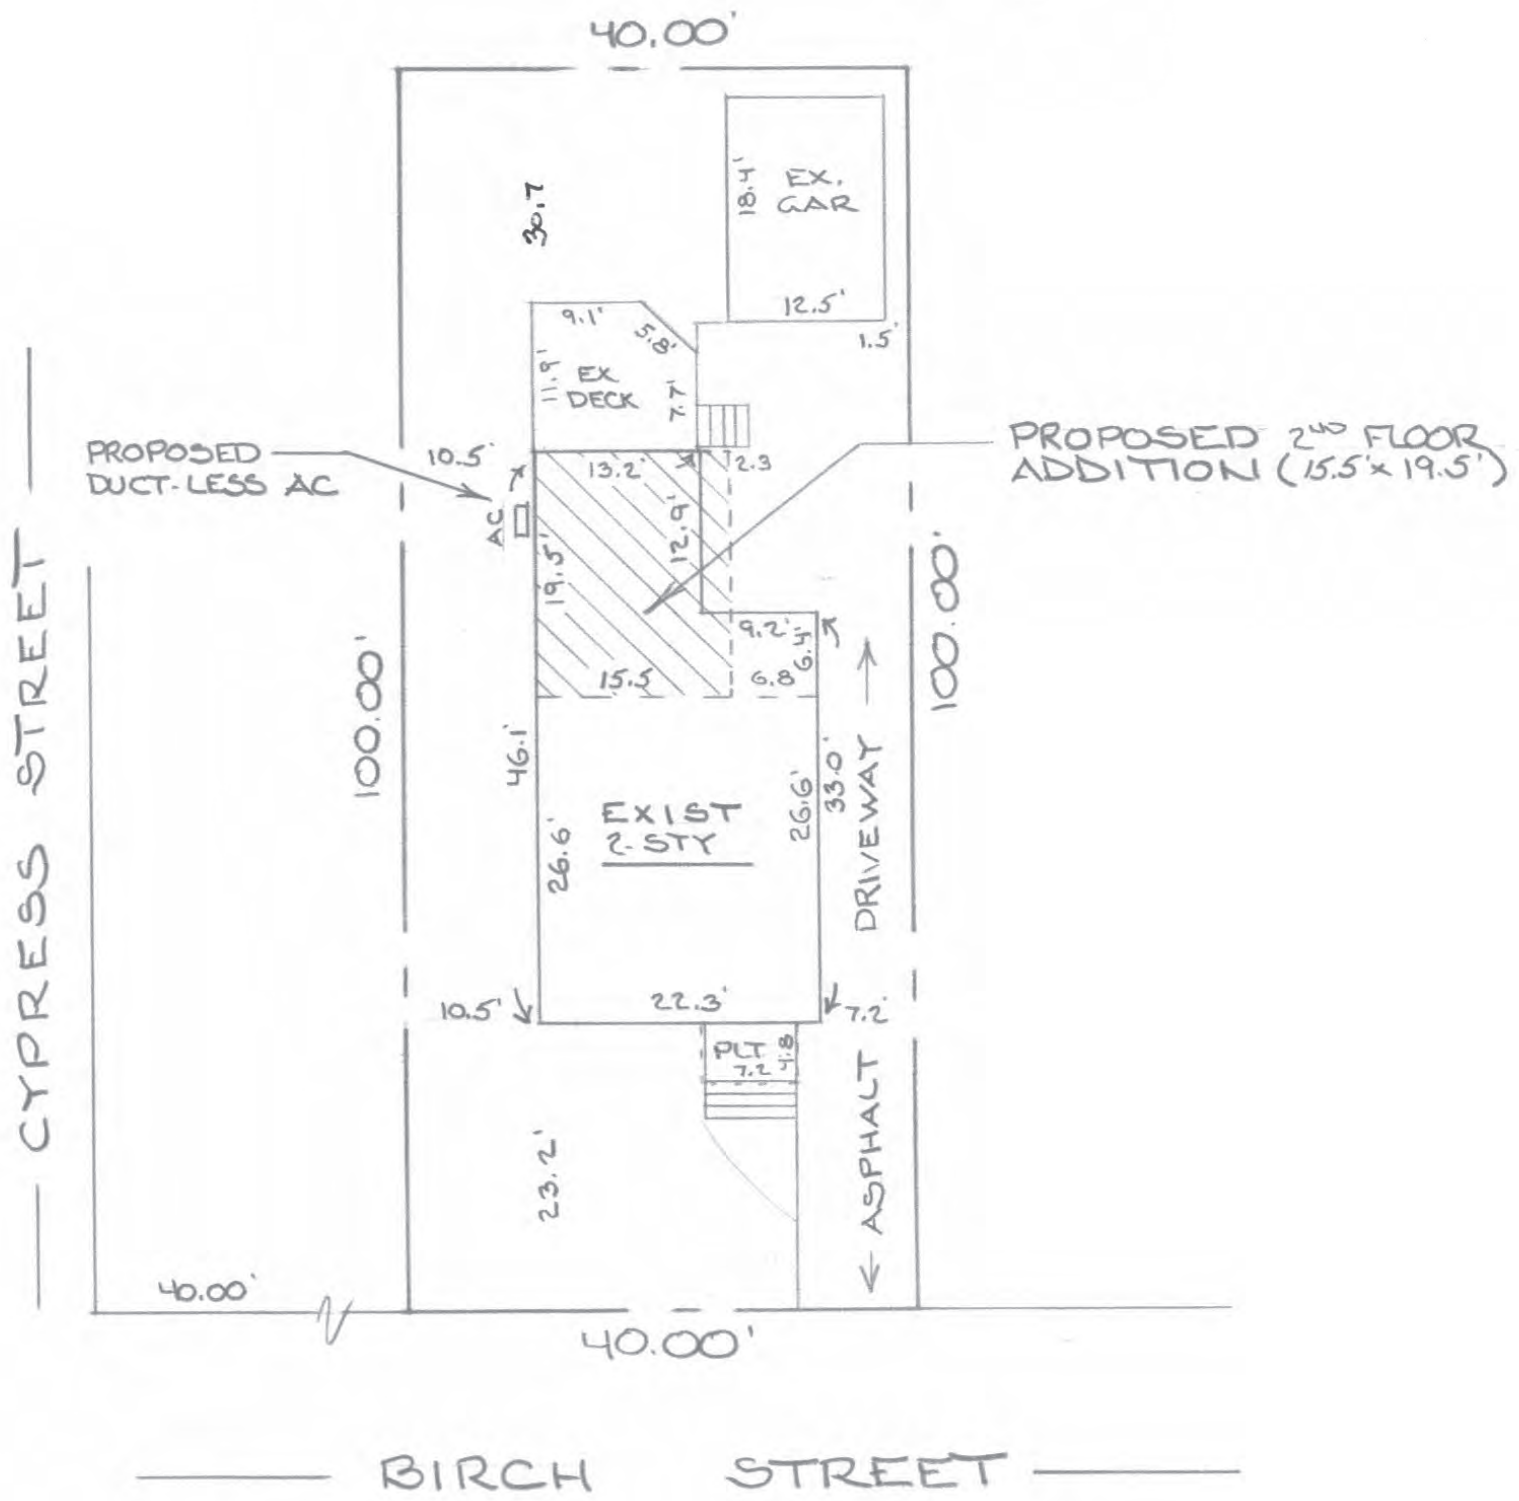 40.00'
18.4'
EX.
GAR
30.7
12.5'
1.5'
9.1'
5.8'
11.9'
EX
DECK
7.7'
PROPOSED
DUCT-LESS AC
10.5'
13.2'
2.3
PROPOSED 2ND FLOOR
ADDITION (15.5' x 19.5')
AC
19.5'
12.9'
9.2'
6.4
15.5
6.8
100.00'
100.00'
CYPRESS STREET
46.1'
26.6'
EXIST
2-STY
26.6'
33.0'
DRIVEWAY
10.5'
22.3'
7.2'
PLT
7.2
4.8
ASPHALT
23.2'
40.00'
40.00'
BIRCH STREET